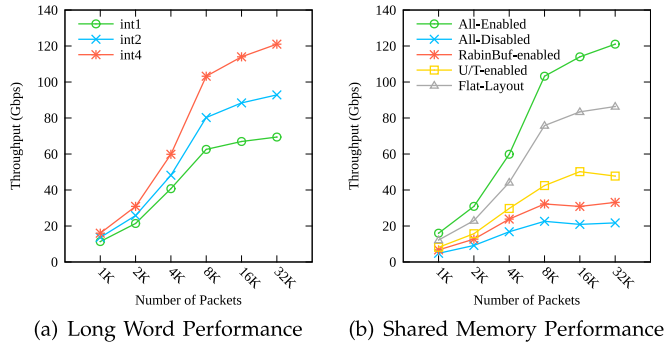 140
120
100
80
60
40
20
0
Throughput (Gbps)
int1
int2
int4
1K
2K
4K
8K
16K
32K
Number of Packets
(a) Long Word Performance
140
120
100
80
60
40
20
0
Throughput (Gbps)
All-Enabled
All-Disabled
RabinBuf-enabled
U/T-enabled
Flat-Layout
1K
2K
4K
8K
16K
32K
Number of Packets
(b) Shared Memory Performance